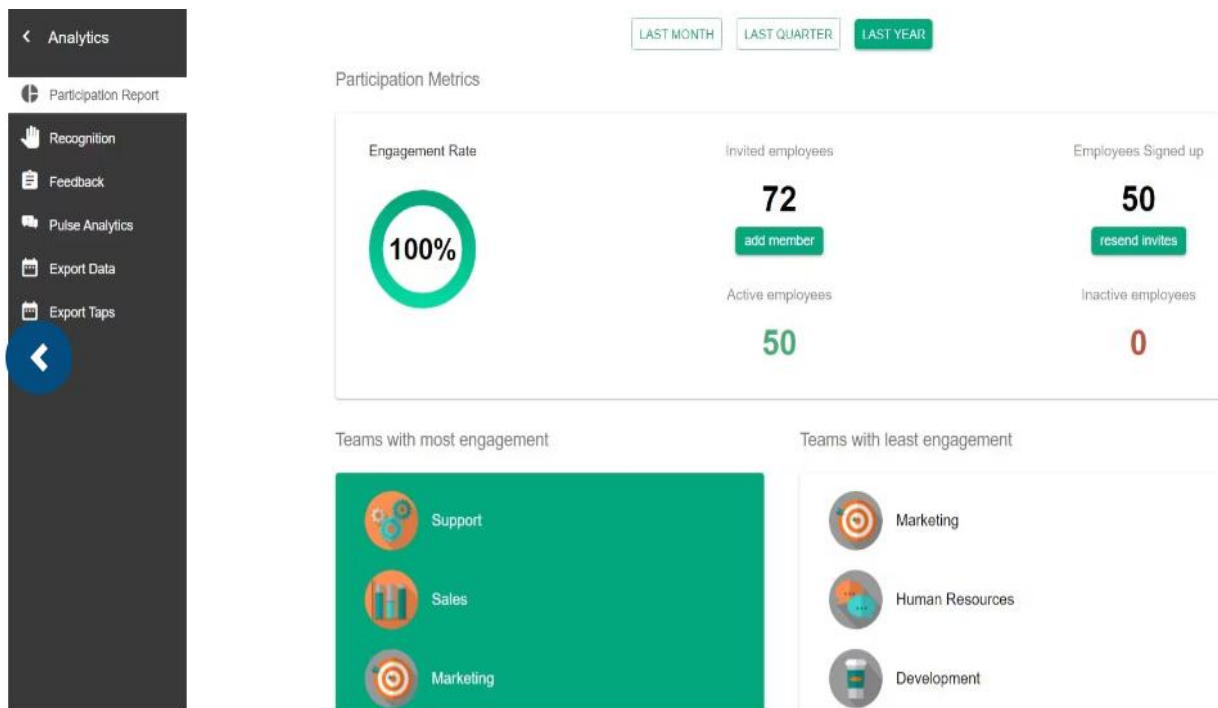 Analytics
Participation Report
Recognition
Feedback
Pulse Analytics
Export Data
Export Taps
LAST MONTH LAST QUARTER LAST YEAR
Participation Metrics
Engagement Rate
100%
Invited employees
72
add member
Employees Signed up
50
resend invites
Active employees
50
Inactive employees
0
Teams with most engagement
Support
Sales
Marketing
Teams with least engagement
Marketing
Human Resources
Development